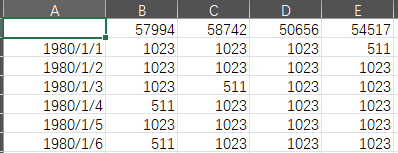 A B C D E
57994 58742 50656 54517
1980/1/1 1023 1023 1023 511
1980/1/2 1023 1023 1023 1023
1980/1/3 1023 511 1023 1023
1980/1/4 511 1023 1023 1023
1980/1/5 1023 1023 1023 1023
1980/1/6 511 1023 1023 1023